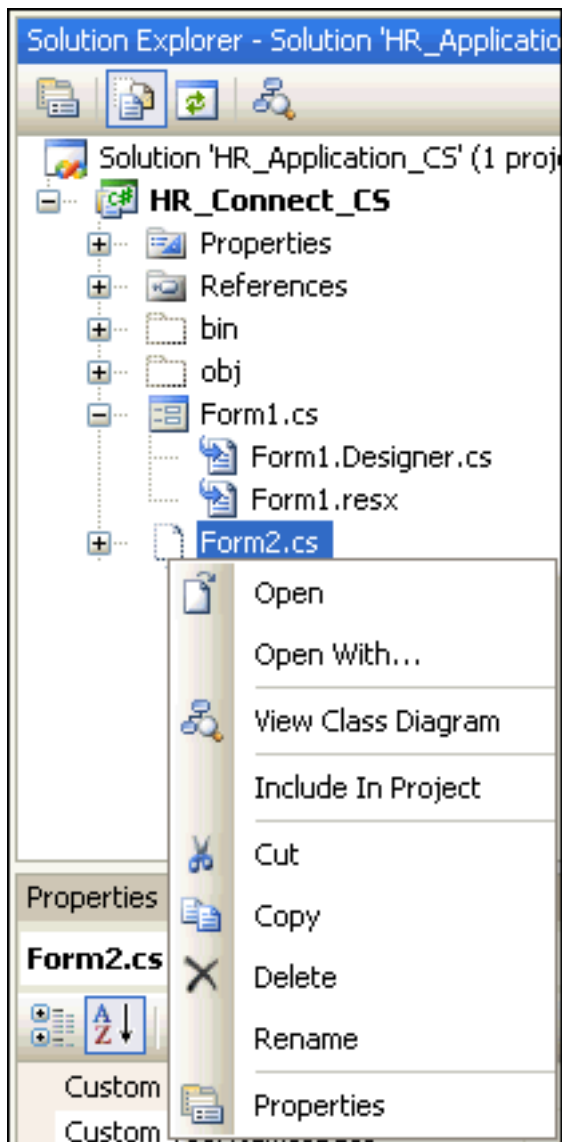 Solution Explorer - Solution 'HR_Applicatio
Solution 'HR_Application_CS' (1 proj
HR_Connect_CS
Properties
References
bin
obj
Form1.cs
Form1.Designer.cs
Form1.resx
Form2.cs
Open
Open With...
View Class Diagram
Include In Project
Cut
Copy
Delete
Rename
Properties
Properties
Form2.cs
Custom
Custom